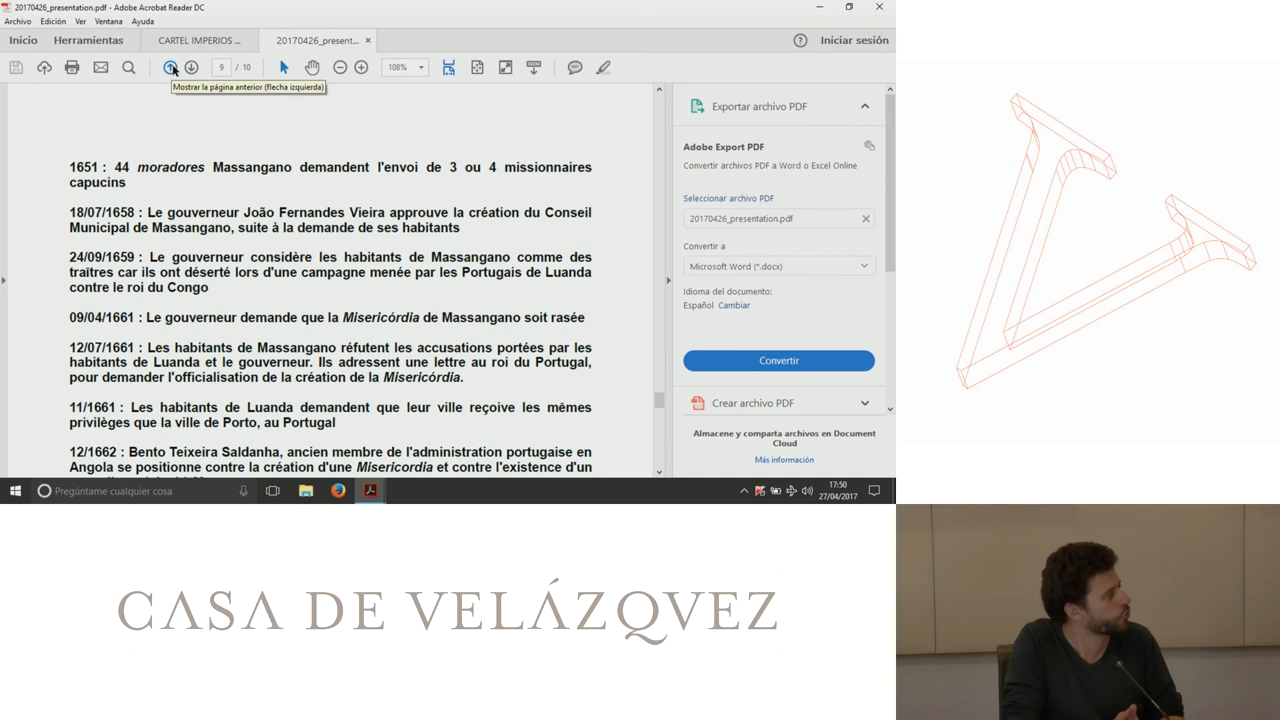 20170426_presentation.pdf - Adobe Acrobat Reader DC
Archivo Edición Ver Ventana Ayuda
Inicio Herramientas CARTEL IMPERIOS ... 20170426_present... × Iniciar sesión
9 / 10 108%
Mostrar la página anterior (flecha izquierda)
1651 : 44 moradores Massangano demandent l'envoi de 3 ou 4 missionnaires
capucins
18/07/1658 : Le gouverneur João Fernandes Vieira approuve la création du Conseil
Municipal de Massangano, suite à la demande de ses habitants
24/09/1659 : Le gouverneur considère les habitants de Massangano comme des
traîtres car ils ont déserté lors d'une campagne menée par les Portugais de Luanda
contre le roi du Congo
09/04/1661 : Le gouverneur demande que la Misericórdia de Massangano soit rasée
12/07/1661 : Les habitants de Massangano réfutent les accusations portées par les
habitants de Luanda et le gouverneur. Ils adressent une lettre au roi du Portugal,
pour demander l'officialisation de la création de la Misericórdia.
11/1661 : Les habitants de Luanda demandent que leur ville reçoive les mêmes
privilèges que la ville de Porto, au Portugal
12/1662 : Bento Teixeira Saldanha, ancien membre de l'administration portugaise en
Angola se positionne contre la création d'une Misericordia et contre l'existence d'un
Exportar archivo PDF
Adobe Export PDF
Convertir archivos PDF a Word o Excel Online
Seleccionar archivo PDF
20170426_presentation.pdf
Convertir a
Microsoft Word (*.docx)
Idioma del documento:
Español Cambiar
Convertir
Crear archivo PDF
Almacene y comparta archivos en Document
Cloud
Más información
Pregúntame cualquier cosa
17:50
27/04/2017
CASA DE VELÁZQVEZ